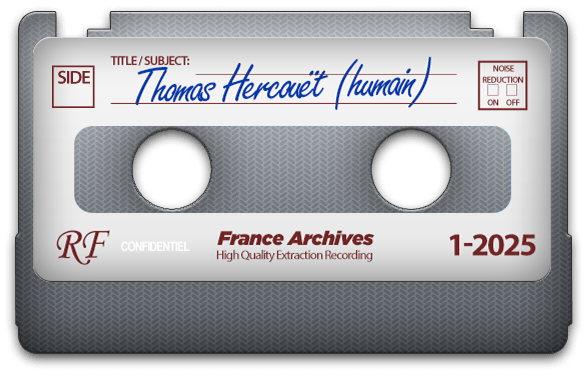 TITLE / SUBJECT:
SIDE
Thomas Hercouët (humain)
NOISE
REDUCTION
ON OFF
RF CONFIDENTIEL
France Archives
High Quality Extraction Recording
1-2025